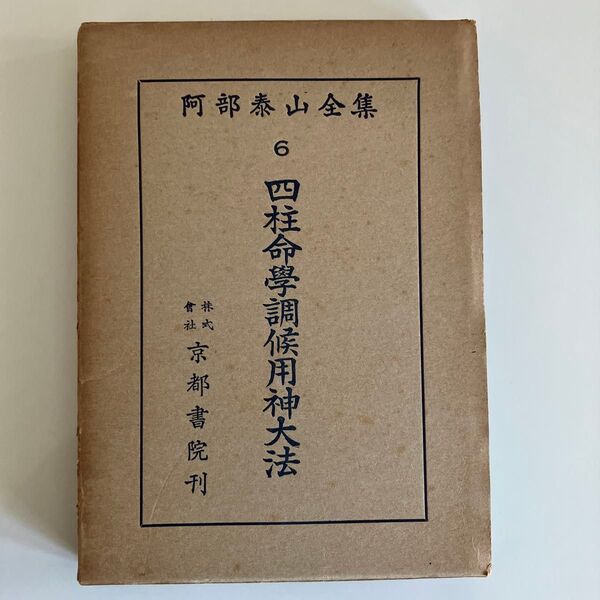 阿部泰山全集
6
四柱命學調候用神大法
株式
會社
京都書院刊